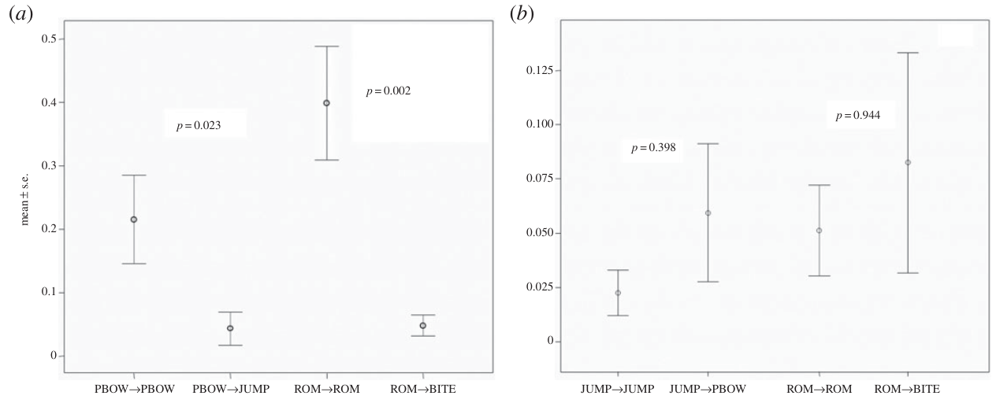 (a)
mean ± s.e.
0.5
0.4
0.3
0.2
0.1
0
p = 0.023
p = 0.002
PBOW→PBOW PBOW→JUMP ROM→ROM ROM→BITE
(b)
0.125
0.100
0.075
0.050
0.025
0
p = 0.398
p = 0.944
JUMP→JUMP JUMP→PBOW ROM→ROM ROM→BITE